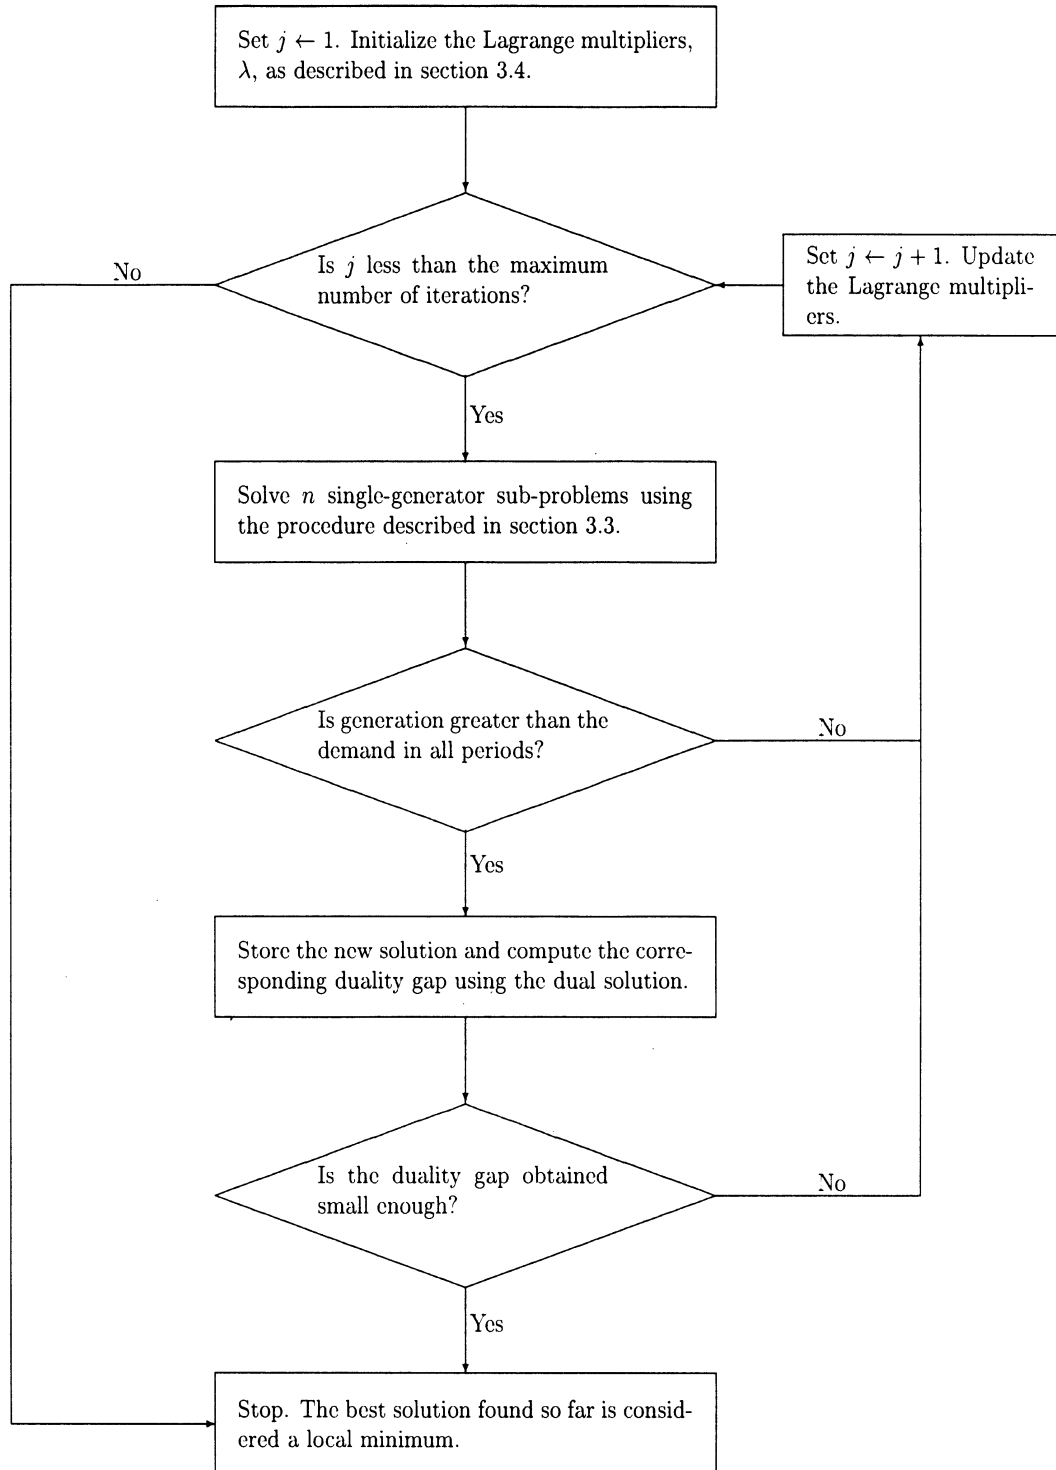 Set j ← 1. Initialize the Lagrange multipliers,
λ, as described in section 3.4.
No
Is j less than the maximum
number of iterations?
Set j ← j + 1. Update
the Lagrange multipli-
ers.
Yes
Solve n single-generator sub-problems using
the procedure described in section 3.3.
Is generation greater than the
demand in all periods?
No
Yes
Store the new solution and compute the corre-
sponding duality gap using the dual solution.
Is the duality gap obtained
small enough?
No
Yes
Stop. The best solution found so far is consid-
ered a local minimum.